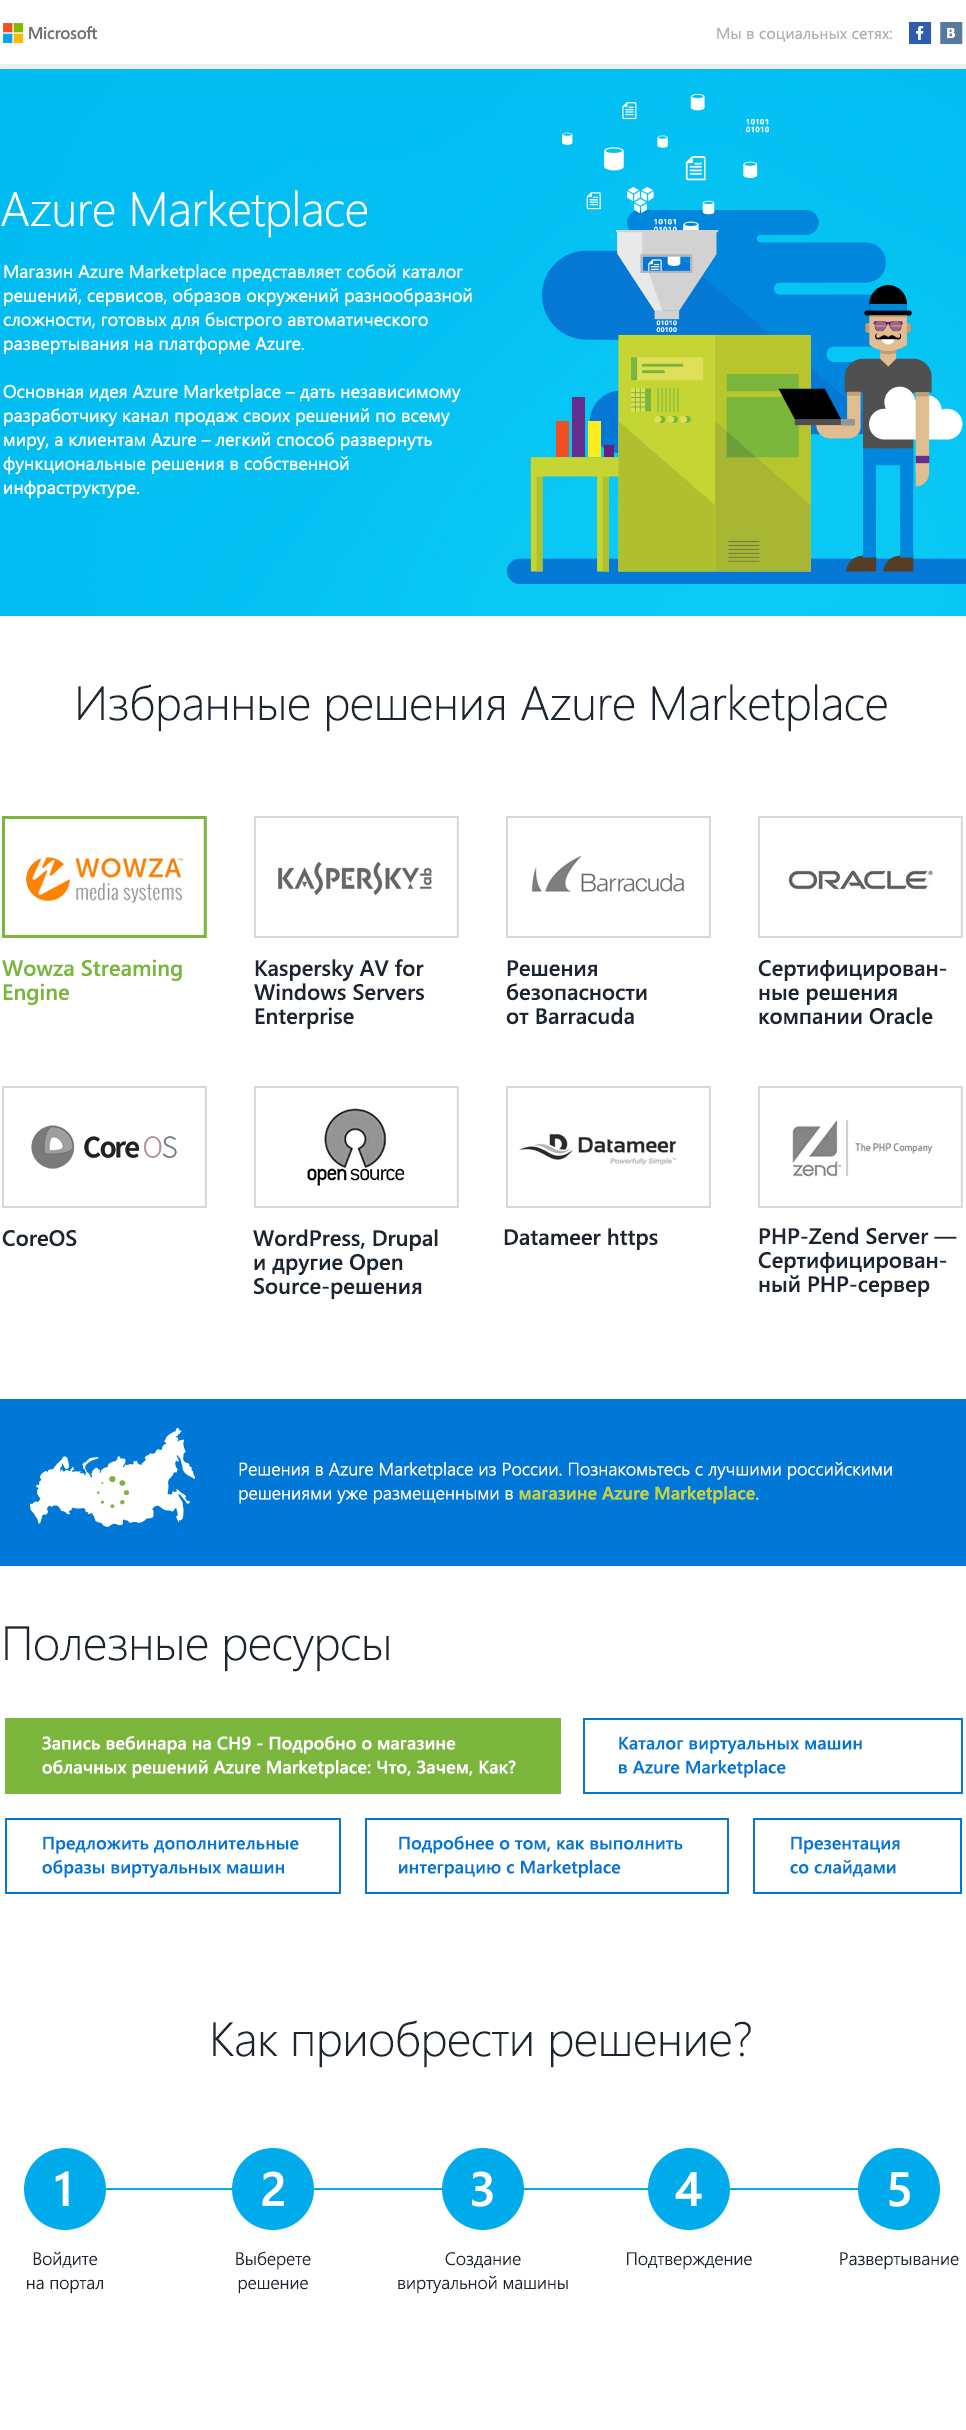 Microsoft
Мы в социальных сетях:
f
B
10101
01010
Azure Marketplace
10101
01010
Магазин Azure Marketplace представляет собой каталог
решений, сервисов, образов окружений разнообразной
сложности, готовых для быстрого автоматического
развертывания на платформе Azure.
01010
00100
Основная идея Azure Marketplace – дать независимому
разработчику канал продаж своих решений по всему
миру, а клиентам Azure – легкий способ развернуть
функциональные решения в собственной
инфраструктуре.
Избранные решения Azure Marketplace
WOWZA™
media systems
KASPERSKY lab
Barracuda
ORACLE®
Wowza Streaming
Engine
Kaspersky AV for
Windows Servers
Enterprise
Решения
безопасности
от Barracuda
Сертифицирован-
ные решения
компании Oracle
Core OS
open source
Datameer
Powerfully Simple™
zend
The PHP Company
CoreOS
WordPress, Drupal
и другие Open
Source-решения
Datameer https
PHP-Zend Server —
Сертифицирован-
ный PHP-сервер
Решения в Azure Marketplace из России. Познакомьтесь с лучшими российскими
решениями уже размещенными в магазине Azure Marketplace.
Полезные ресурсы
Запись вебинара на CH9 - Подробно о магазине
облачных решений Azure Marketplace: Что, Зачем, Как?
Каталог виртуальных машин
в Azure Marketplace
Предложить дополнительные
образы виртуальных машин
Подробнее о том, как выполнить
интеграцию с Marketplace
Презентация
со слайдами
Как приобрести решение?
1
2
3
4
5
Войдите
на портал
Выберете
решение
Создание
виртуальной машины
Подтверждение
Развертывание